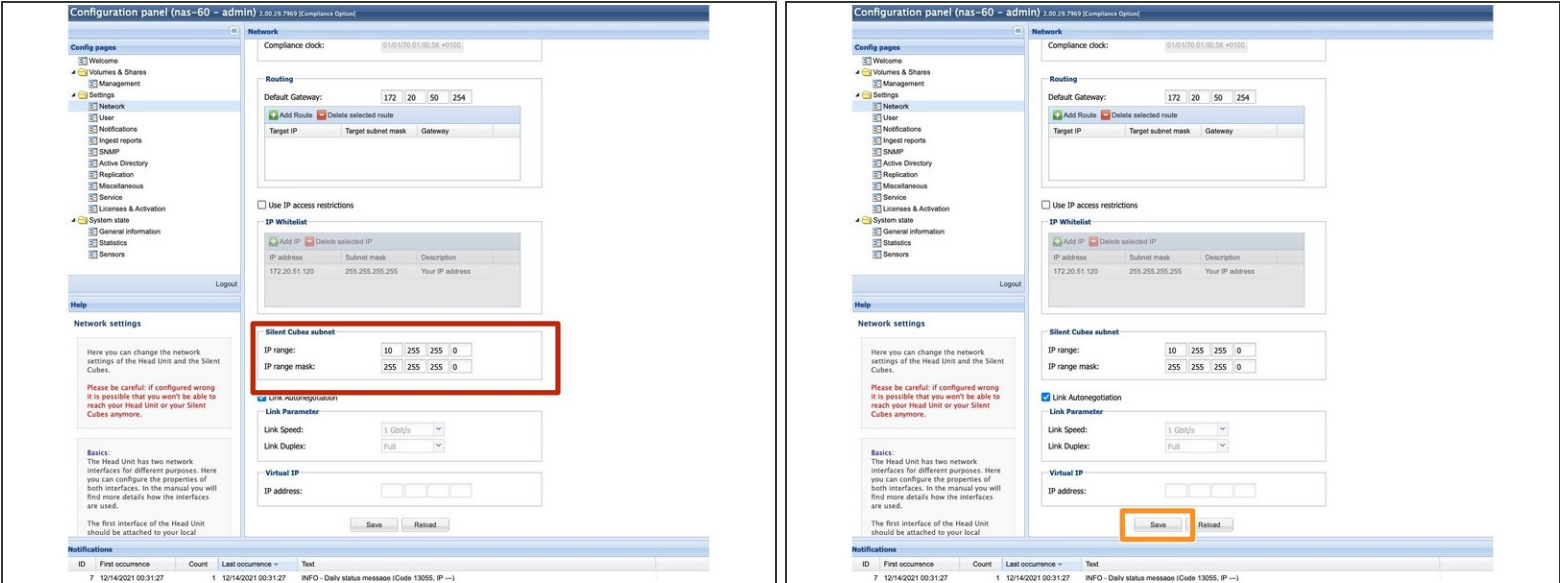 Configuration panel (nas-60 - admin) 2.00.29.7969 [Compliance Option]
Config pages
Welcome
Volumes & Shares
Management
Settings
Network
User
Notifications
Ingest reports
SNMP
Active Directory
Replication
Miscellaneous
Service
Licenses & Activation
System state
General information
Statistics
Sensors
Logout
Help
Network settings
Here you can change the network
settings of the Head Unit and the Silent
Cubes.
Please be careful: if configured wrong
it is possible that you won't be able to
reach your Head Unit or your Silent
Cubes anymore.
Basics:
The Head Unit has two network
interfaces for different purposes. Here
you can configure the properties of
both interfaces. In the manual you will
find more details how the interfaces
are used.
The first interface of the Head Unit
should be attached to your local
Network
Compliance clock: 01/01/70 01:00:56 +0100
Routing
Default Gateway: 172 20 50 254
Add Route Delete selected route
Target IP Target subnet mask Gateway
Use IP access restrictions
IP Whitelist
Add IP Delete selected IP
IP address Subnet mask Description
172.20.51.120 255.255.255.255 Your IP address
Silent Cubes subnet
IP range: 10 255 255 0
IP range mask: 255 255 255 0
Link Autonegotiation
Link Parameter
Link Speed: 1 Gbit/s
Link Duplex: Full
Virtual IP
IP address:
Save Reload
Notifications
ID First occurrence Count Last occurrence Text
7 12/14/2021 00:31:27 1 12/14/2021 00:31:27 INFO - Daily status message (Code 13055, IP ---)
Configuration panel (nas-60 - admin) 2.00.29.7969 [Compliance Option]
Config pages
Welcome
Volumes & Shares
Management
Settings
Network
User
Notifications
Ingest reports
SNMP
Active Directory
Replication
Miscellaneous
Service
Licenses & Activation
System state
General information
Statistics
Sensors
Logout
Help
Network settings
Here you can change the network
settings of the Head Unit and the Silent
Cubes.
Please be careful: if configured wrong
it is possible that you won't be able to
reach your Head Unit or your Silent
Cubes anymore.
Basics:
The Head Unit has two network
interfaces for different purposes. Here
you can configure the properties of
both interfaces. In the manual you will
find more details how the interfaces
are used.
The first interface of the Head Unit
should be attached to your local
Network
Compliance clock: 01/01/70 01:00:56 +0100
Routing
Default Gateway: 172 20 50 254
Add Route Delete selected route
Target IP Target subnet mask Gateway
Use IP access restrictions
IP Whitelist
Add IP Delete selected IP
IP address Subnet mask Description
172.20.51.120 255.255.255.255 Your IP address
Silent Cubes subnet
IP range: 10 255 255 0
IP range mask: 255 255 255 0
Link Autonegotiation
Link Parameter
Link Speed: 1 Gbit/s
Link Duplex: Full
Virtual IP
IP address:
Save Reload
Notifications
ID First occurrence Count Last occurrence Text
7 12/14/2021 00:31:27 1 12/14/2021 00:31:27 INFO - Daily status message (Code 13055, IP ---)